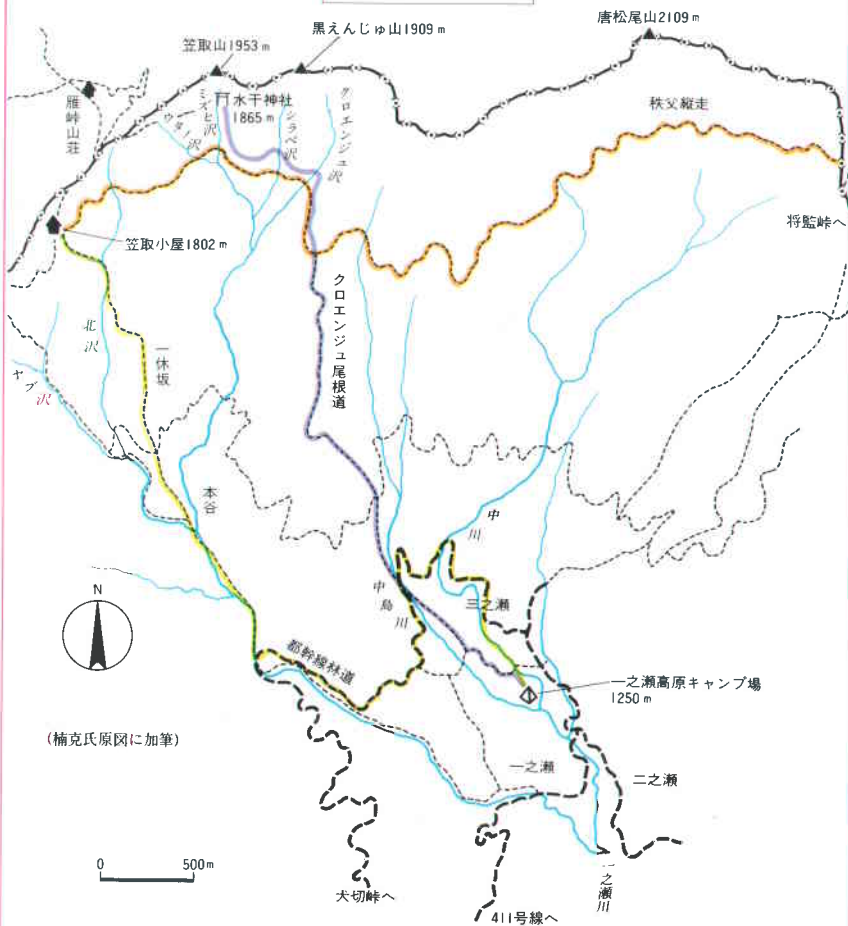 唐松尾山2109m
黒えんじゅ山1909m
笠取山1953m
雁峠山荘
水干神社
1865m
ミズヒ沢
ウター沢
シラベ沢
クロエンジュ沢
秩父縦走
将監峠へ
笠取小屋1802m
クロエンジュ尾根道
北沢
一休坂
ヤブ沢
本谷
中川
中島川
三之瀬
N
都幹線林道
一之瀬高原キャンプ場
1250m
(楠克氏原図に加筆)
一之瀬
二之瀬
0 500m
犬切峠へ
411号線へ
一之瀬川